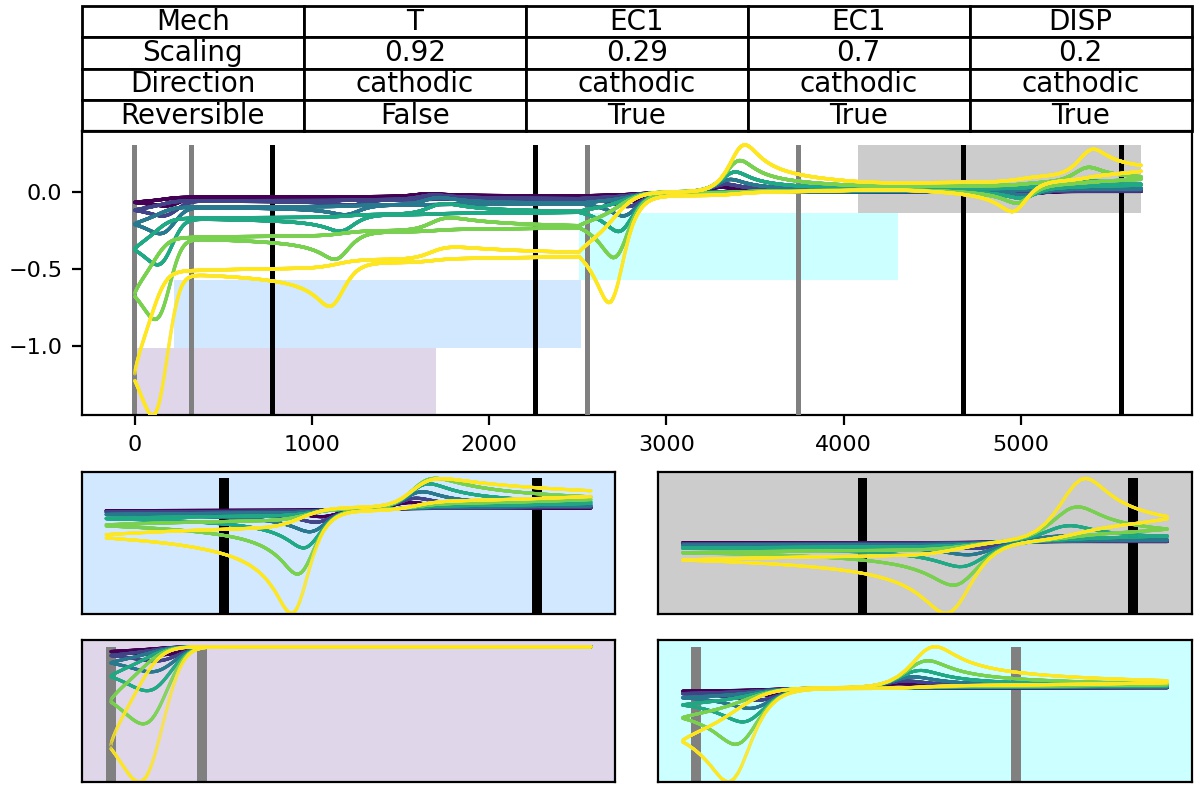 Mech T EC1 EC1 DISP
Scaling 0.92 0.29 0.7 0.2
Direction cathodic cathodic cathodic cathodic
Reversible False True True True
0.0
−0.5
−1.0
0 1000 2000 3000 4000 5000